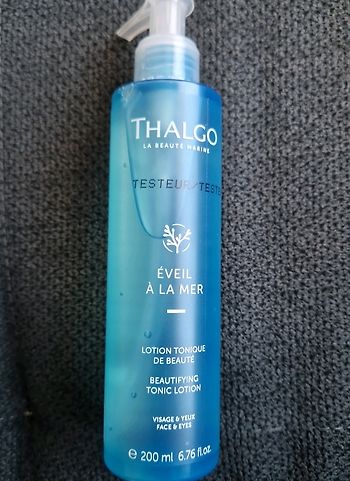 THALGO
LA BEAUTÉ MARINE
TESTEUR/TESTE
ÉVEIL
À LA MER
LOTION TONIQUE
DE BEAUTÉ
BEAUTIFYING
TONIC LOTION
VISAGE & YEUX
FACE & EYES
e 200 ml 6.76 fl.oz.